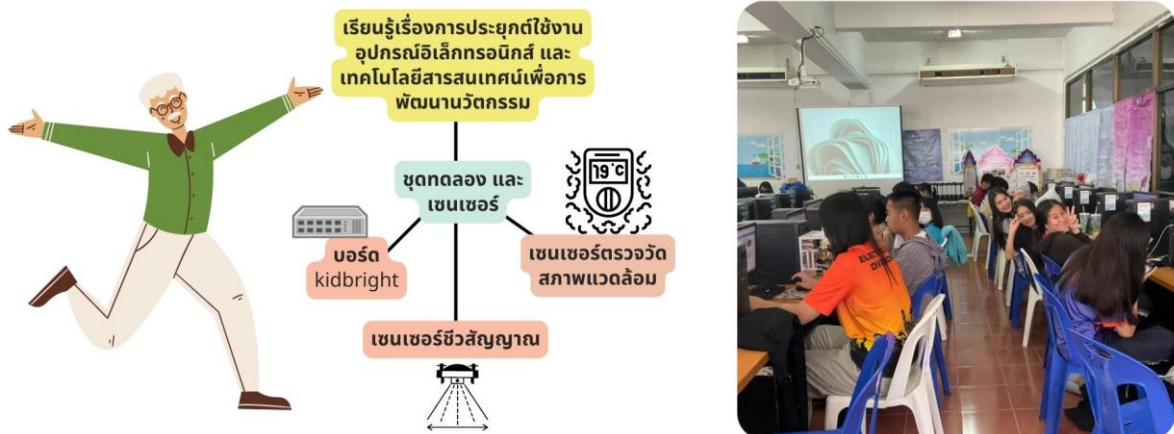 เรียนรู้เรื่องการประยุกต์ใช้งาน
อุปกรณ์อิเล็กทรอนิกส์ และ
เทคโนโลยีสารสนเทศน์เพื่อการ
พัฒนานวัตกรรม
ชุดทดลอง และ
เซนเซอร์
19°C
บอร์ด
kidbright
เซนเซอร์ตรวจวัด
สภาพแวดล้อม
เซนเซอร์ชีวสัญญาณ